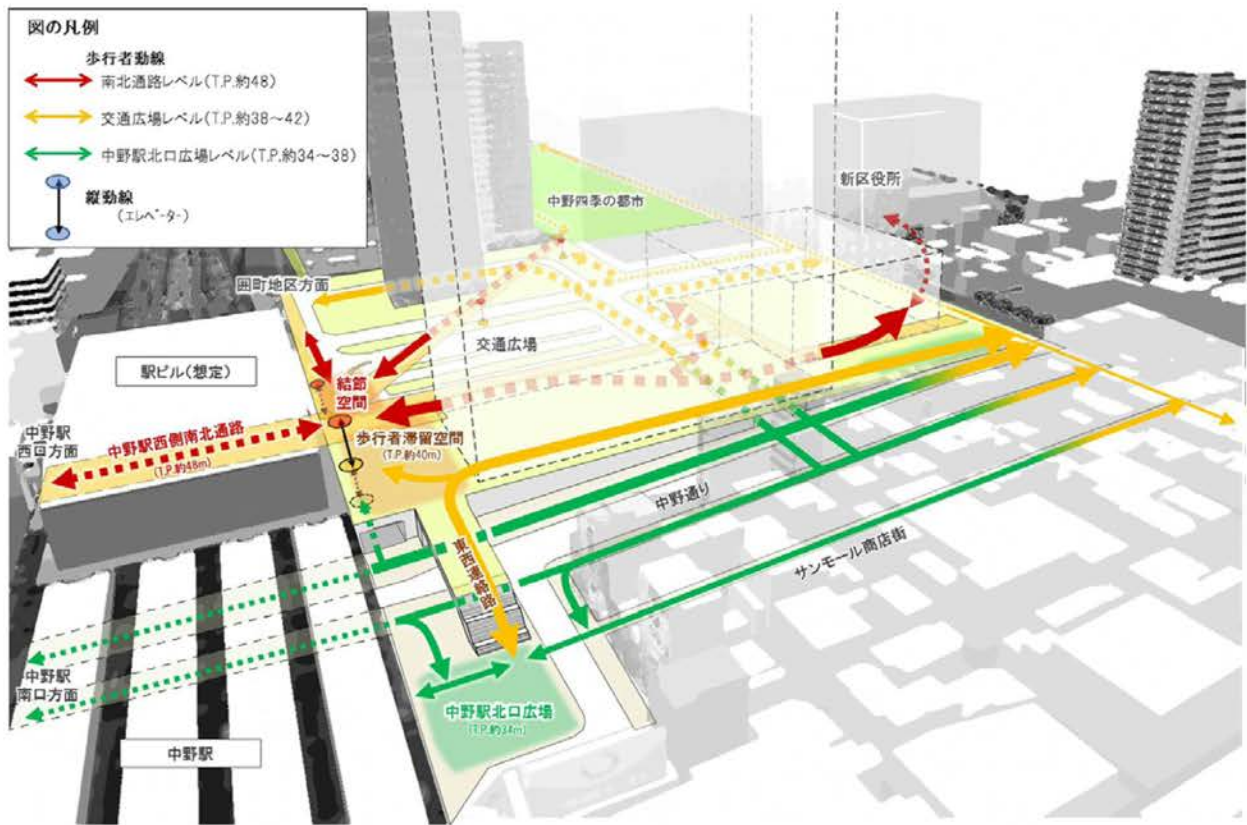 図の凡例
歩行者動線
南北通路レベル(T.P.約48)
交通広場レベル(T.P.約38～42)
中野駅北口広場レベル(T.P.約34～38)
縦動線
(エレベーター)
新区役所
中野四季の都市
囲町地区方面
交通広場
駅ビル(想定)
結節
空間
中野駅
西口方面
中野駅西側南北通路
(T.P.約48m)
歩行者滞留空間
(T.P.約40m)
中野通り
東西連絡路
サンモール商店街
中野駅
南口方面
中野駅北口広場
(T.P.約34m)
中野駅